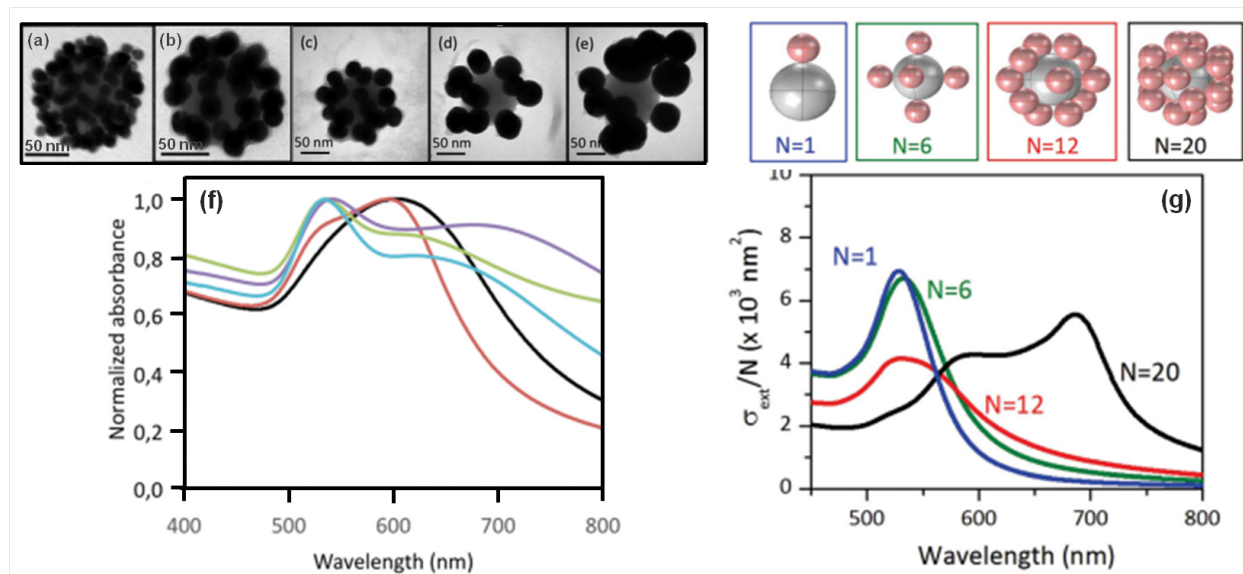 (a) (b) (c) (d) (e)
50 nm 50 nm 50 nm 50 nm 50 nm
N=1 N=6 N=12 N=20
(f)
Normalized absorbance
1,0
0,8
0,6
0,4
0,2
0,0
400 500 600 700 800
Wavelength (nm)
(g)
σext/N (x 10³ nm²)
10
8
6
4
2
0
N=1
N=6
N=12
N=20
500 600 700 800
Wavelength (nm)